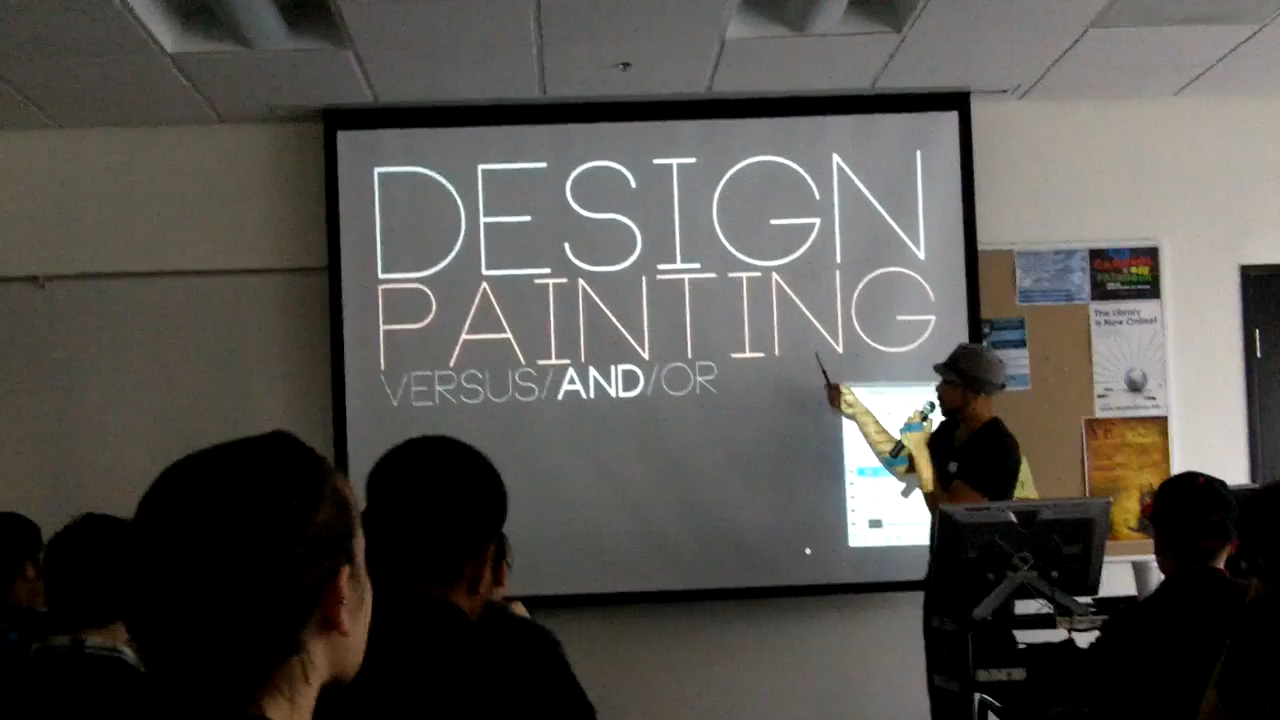 DESIGN
PAINTING
VERSUS/AND/OR
The Library
is Now Online!